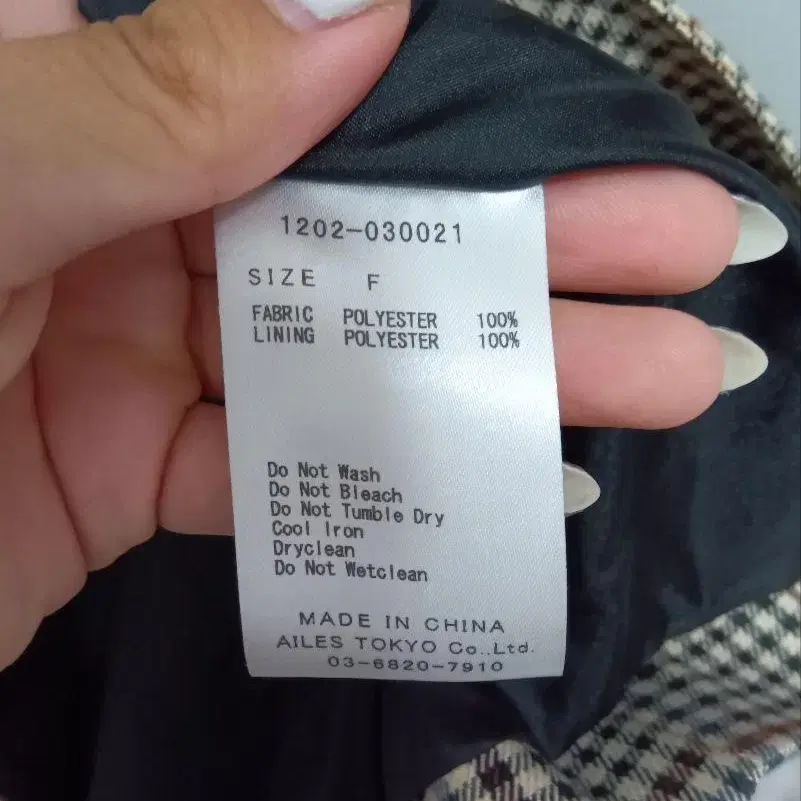 1202-030021
SIZE F
FABRIC POLYESTER 100%
LINING POLYESTER 100%
Do Not Wash
Do Not Bleach
Do Not Tumble Dry
Cool Iron
Dryclean
Do Not Wetclean
MADE IN CHINA
AILES TOKYO Co.,Ltd.
03-6820-7910